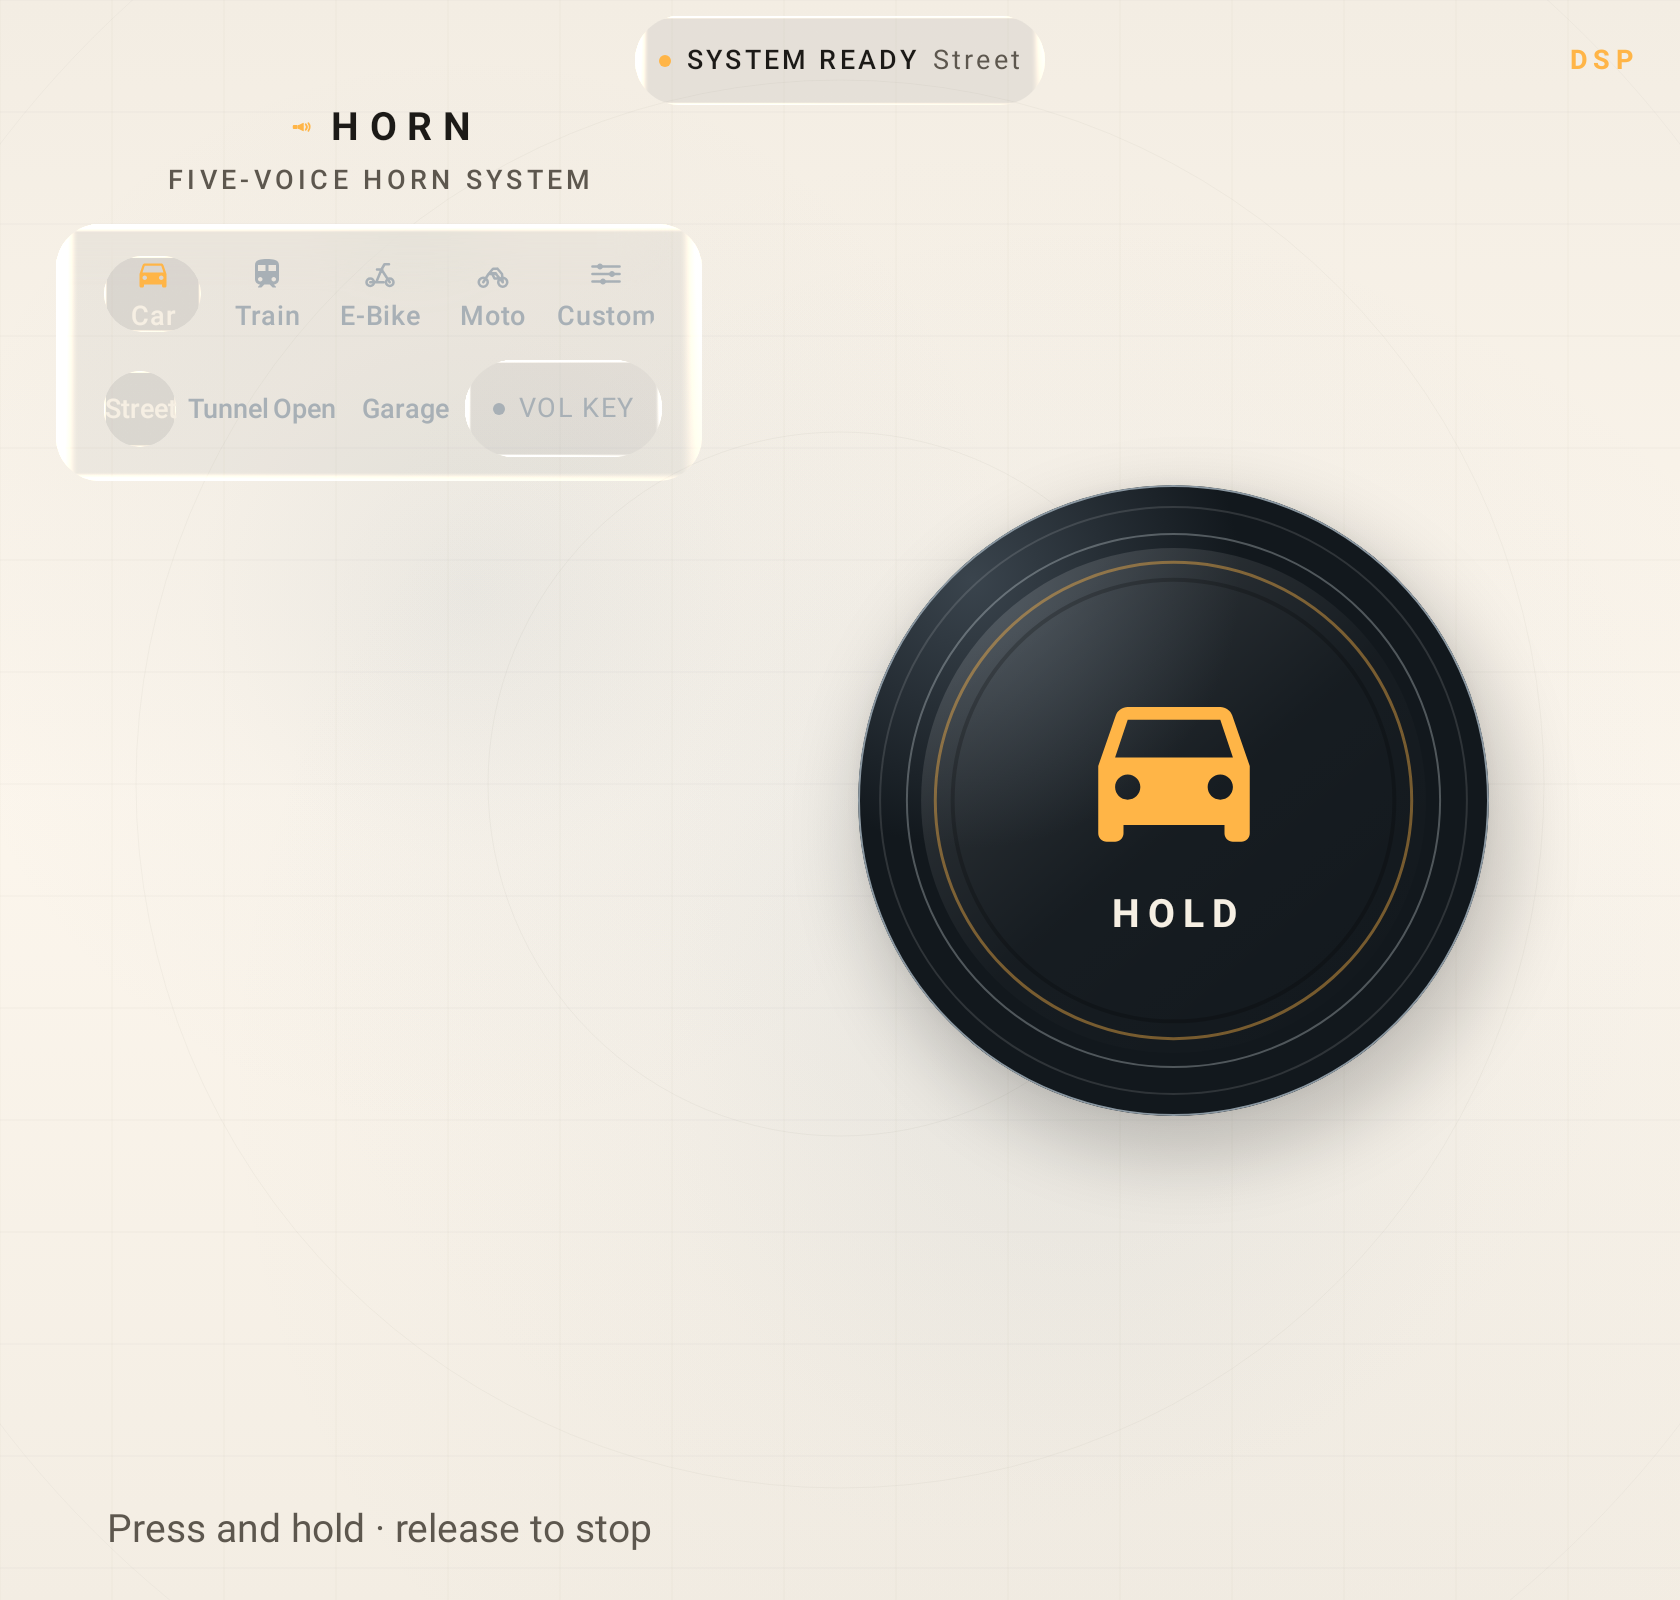 SYSTEM READY Street
DSP
HORN
FIVE-VOICE HORN SYSTEM
Car Train E-Bike Moto Custom
Street Tunnel Open Garage VOL KEY
HOLD
Press and hold · release to stop